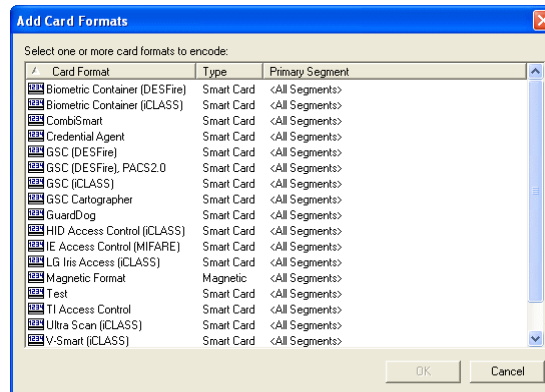 Add Card Formats
Select one or more card formats to encode:
Card Format Type Primary Segment
Biometric Container (DESFire) Smart Card <All Segments>
Biometric Container (iCLASS) Smart Card <All Segments>
CombiSmart Smart Card <All Segments>
Credential Agent Smart Card <All Segments>
GSC (DESFire) Smart Card <All Segments>
GSC (DESFire), PACS2.0 Smart Card <All Segments>
GSC (iCLASS) Smart Card <All Segments>
GSC Cartographer Smart Card <All Segments>
GuardDog Smart Card <All Segments>
HID Access Control (iCLASS) Smart Card <All Segments>
IE Access Control (MIFARE) Smart Card <All Segments>
LG Iris Access (iCLASS) Smart Card <All Segments>
Magnetic Format Magnetic <All Segments>
Test Smart Card <All Segments>
TI Access Control Smart Card <All Segments>
Ultra Scan (iCLASS) Smart Card <All Segments>
V-Smart (iCLASS) Smart Card <All Segments>
OK Cancel